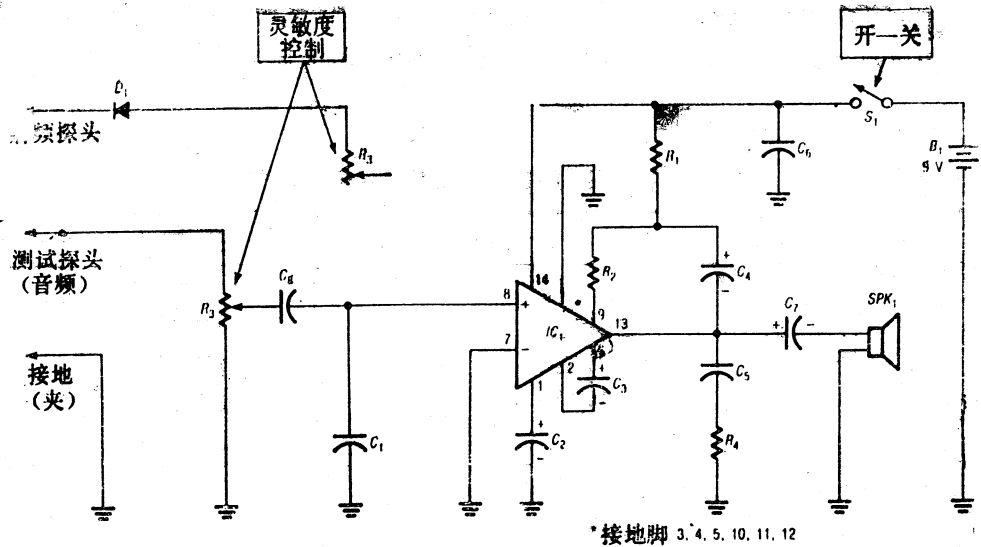 灵敏度
控制
开一关
D₁
频探头
R₃
R₁
C₆
S₁
B₁
9 V
测试探头
（音频）
R₃
C₈
8
+
7
−
14
*
IC₁
9
13
6
2
1
R₂
+
C₄
−
+
C₃
−
+
C₂
−
C₁
C₅
R₄
+
C₇
−
SPK₁
接地
（夹）
*接地脚 3, 4, 5, 10, 11, 12